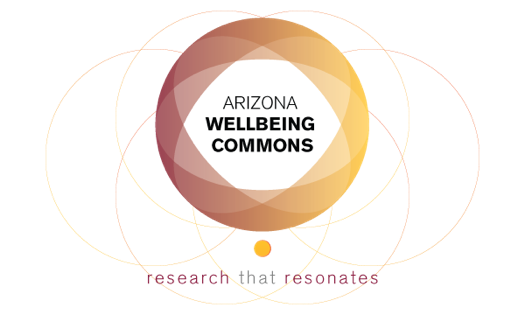 ARIZONA
WELLBEING
COMMONS
research that resonates